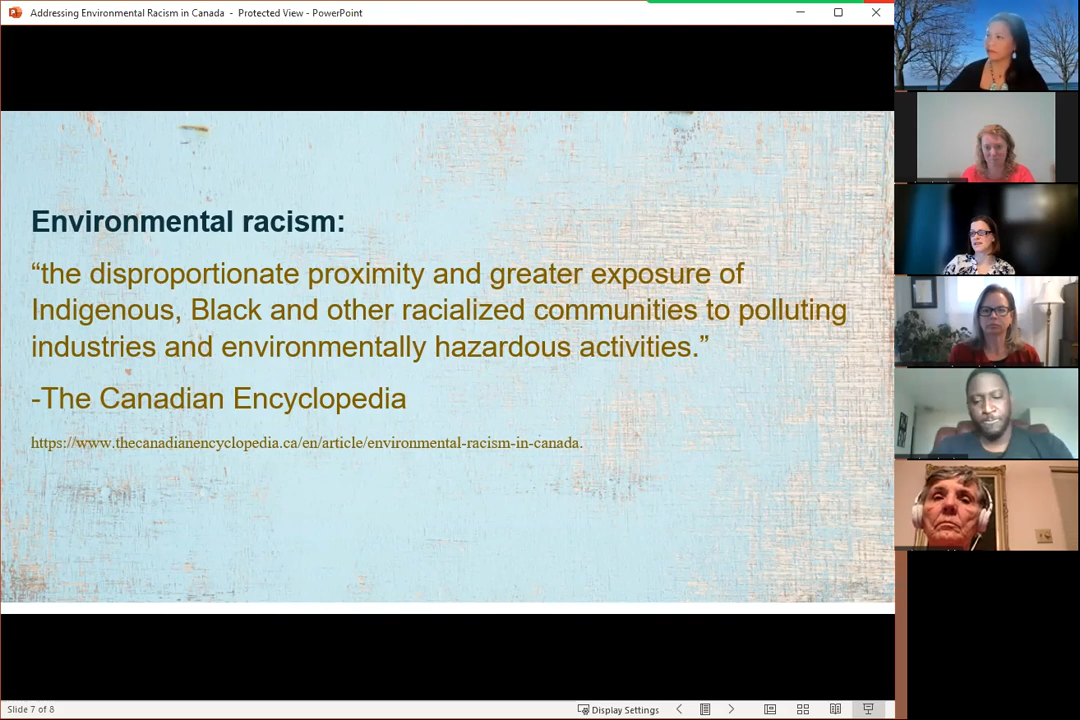 Addressing Environmental Racism in Canada - Protected View - PowerPoint
Environmental racism:
“the disproportionate proximity and greater exposure of
Indigenous, Black and other racialized communities to polluting
industries and environmentally hazardous activities.”
-The Canadian Encyclopedia
https://www.thecanadianencyclopedia.ca/en/article/environmental-racism-in-canada.
Slide 7 of 8
Display Settings